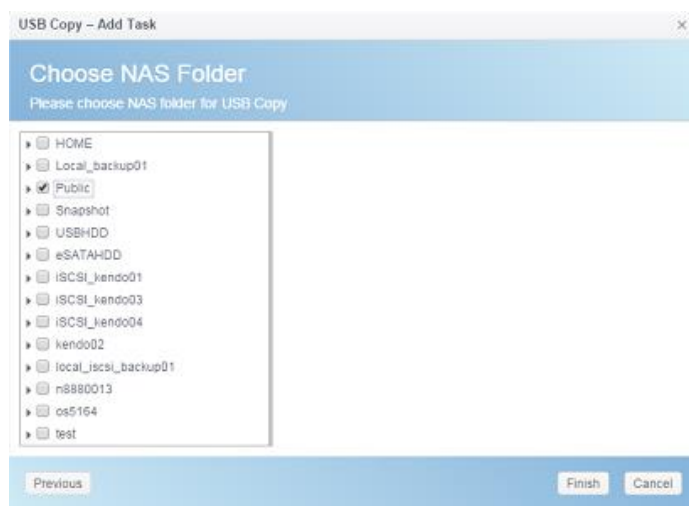 USB Copy – Add Task
Choose NAS Folder
Please choose NAS folder for USB Copy
HOME
Local_backup01
Public
Snapshot
USBHDD
eSATAHDD
iSCSI_kendo01
iSCSI_kendo03
iSCSI_kendo04
kendo02
local_iscsi_backup01
n8880013
os5164
test
Previous
Finish
Cancel